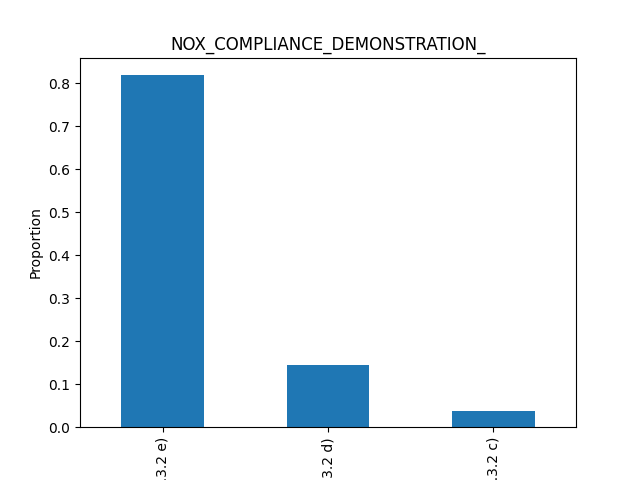 NOX_COMPLIANCE_DEMONSTRATION_
Proportion
0.8
0.7
0.6
0.5
0.4
0.3
0.2
0.1
0.0
.3.2 e)
3.2 d)
.3.2 c)